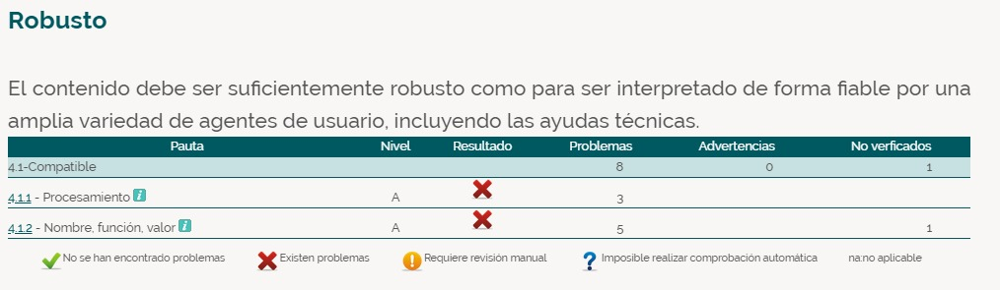 Robusto
El contenido debe ser suficientemente robusto como para ser interpretado de forma fiable por una
amplia variedad de agentes de usuario, incluyendo las ayudas técnicas.
Pauta Nivel Resultado Problemas Advertencias No verficados
4.1-Compatible 8 0 1
4.1.1 - Procesamiento i A 3
4.1.2 - Nombre, función, valor i A 5 1
No se han encontrado problemas Existen problemas ! Requiere revisión manual ? Imposible realizar comprobación automática na:no aplicable